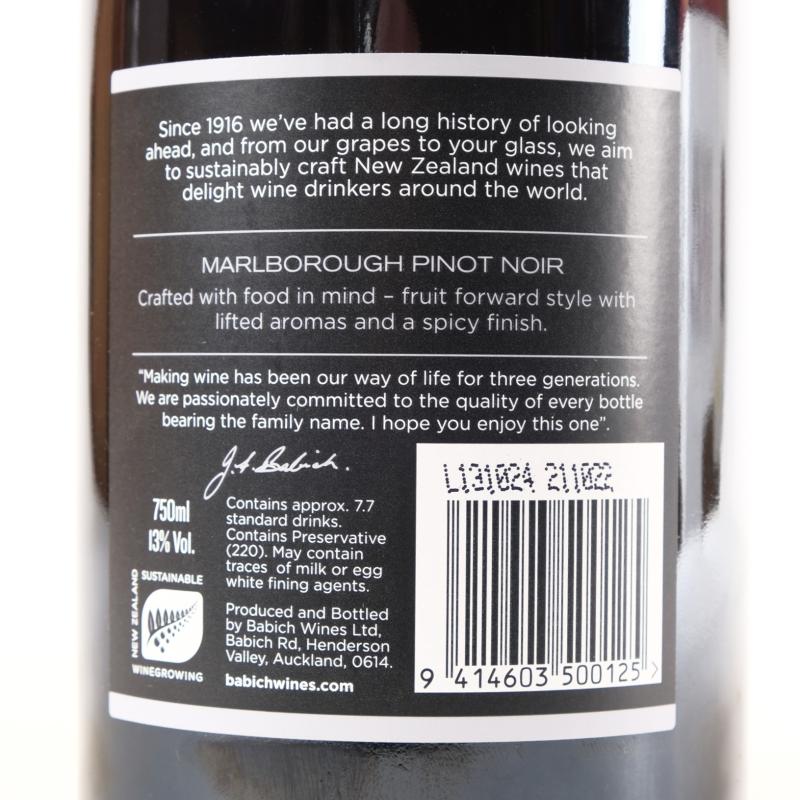 Since 1916 we've had a long history of looking
ahead, and from our grapes to your glass, we aim
to sustainably craft New Zealand wines that
delight wine drinkers around the world.
MARLBOROUGH PINOT NOIR
Crafted with food in mind – fruit forward style with
lifted aromas and a spicy finish.
"Making wine has been our way of life for three generations.
We are passionately committed to the quality of every bottle
bearing the family name. I hope you enjoy this one".
J.A. Babich.
750ml
13% Vol.
SUSTAINABLE
NEW ZEALAND
WINEGROWING
Contains approx. 7.7
standard drinks.
Contains Preservative
(220). May contain
traces of milk or egg
white fining agents.
Produced and Bottled
by Babich Wines Ltd,
Babich Rd, Henderson
Valley, Auckland, 0614.
babichwines.com
L131024 211022
9 414603 500125 >